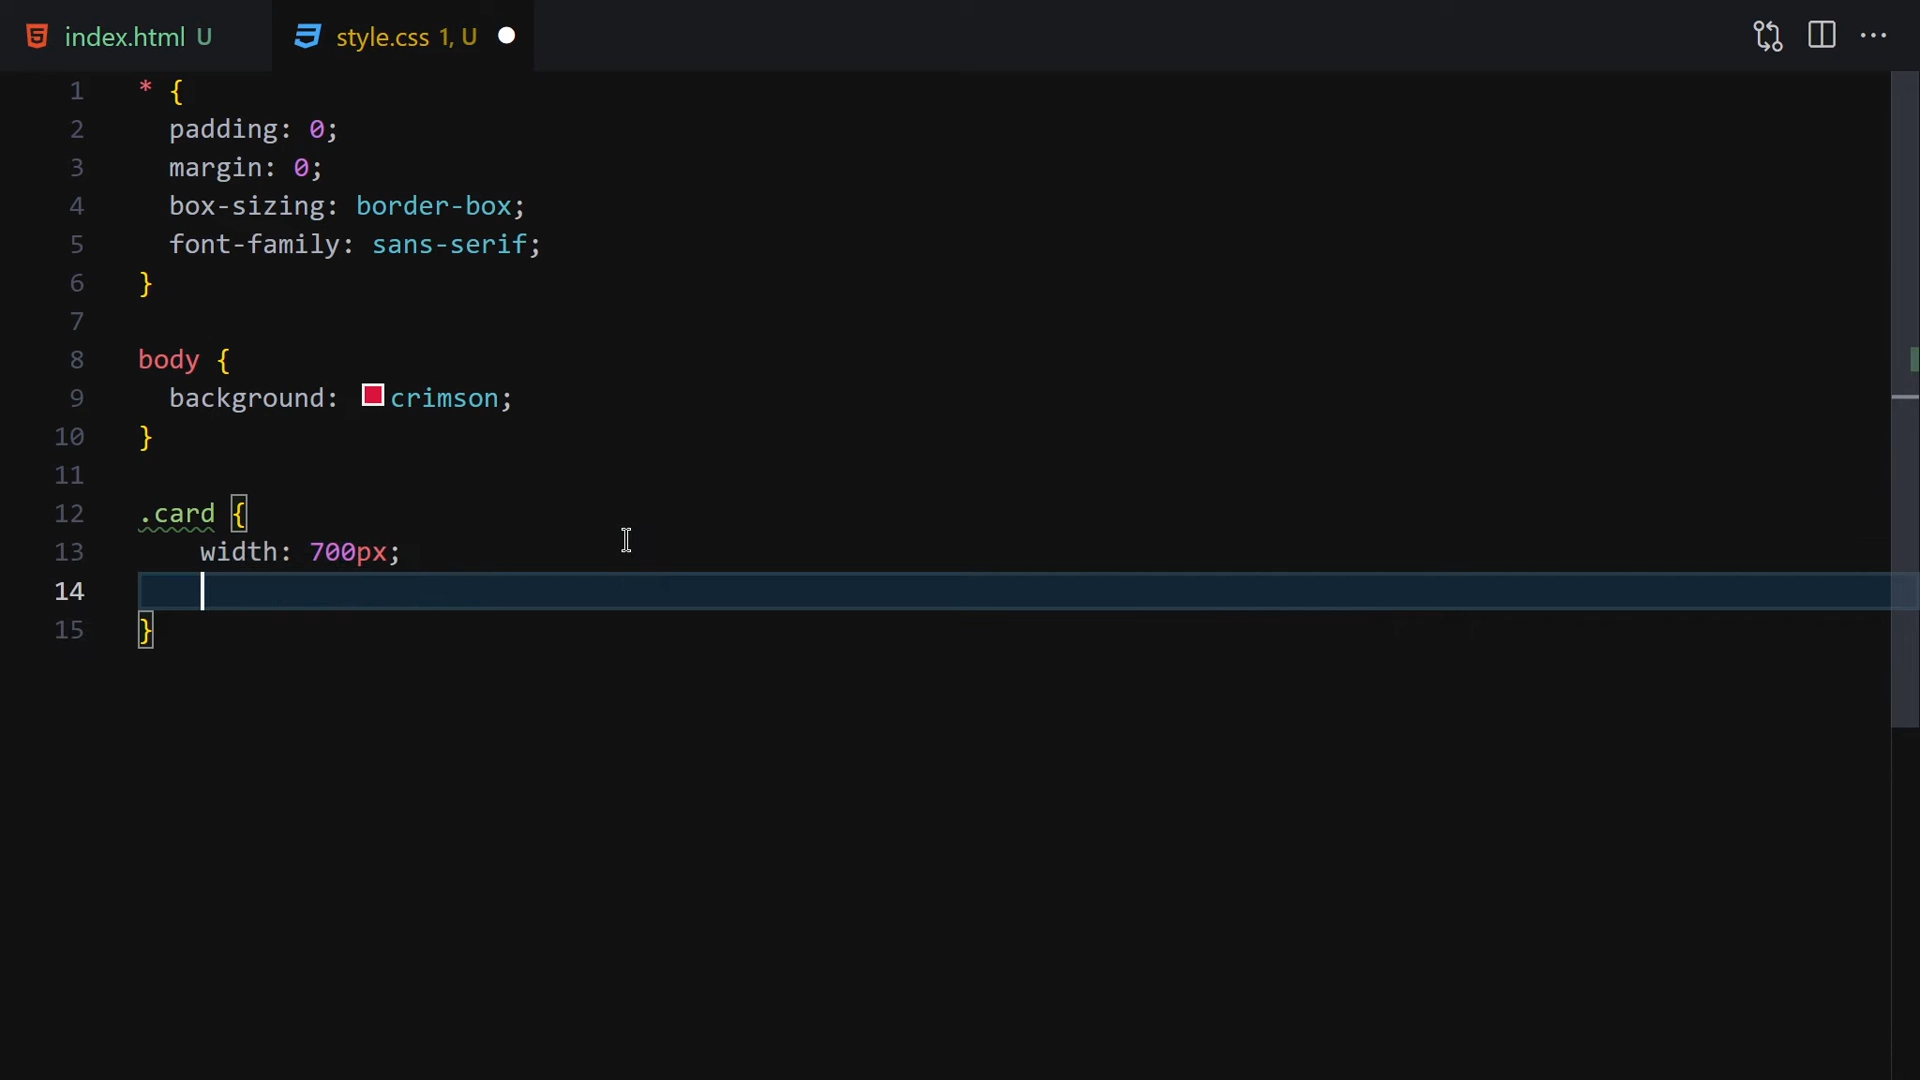 index.html U
style.css 1, U
1 * {
2   padding: 0;
3   margin: 0;
4   box-sizing: border-box;
5   font-family: sans-serif;
6 }
7
8 body {
9   background: crimson;
10 }
11
12 .card {
13     width: 700px;
14
15 }